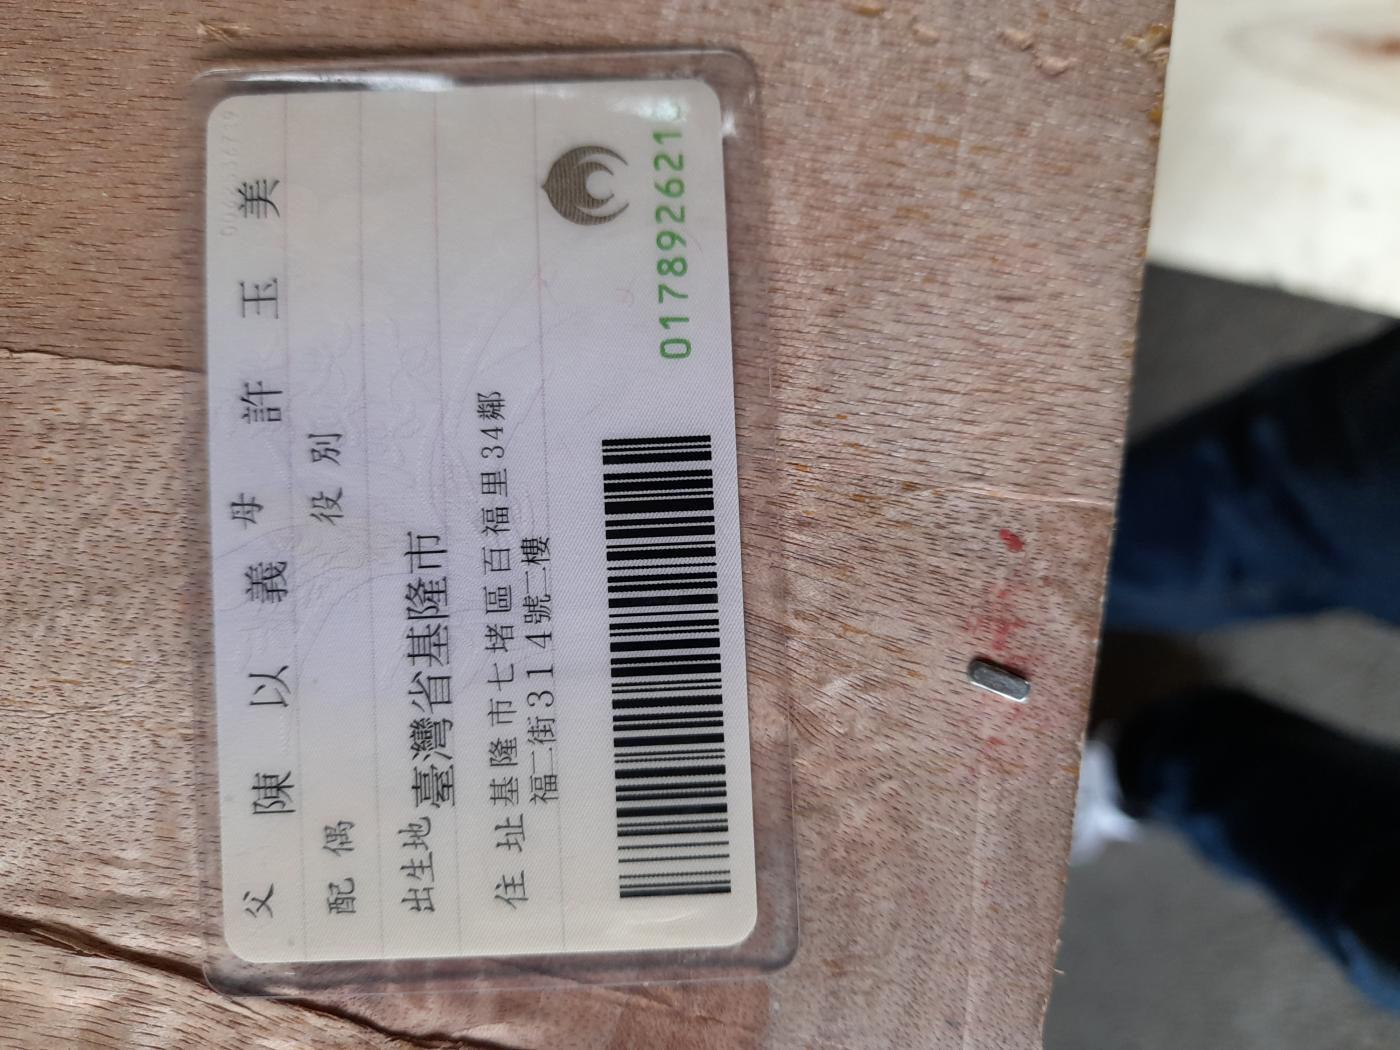 父 陳以義 母 許玉美
配偶 役別
出生地 臺灣省基隆市
住址 基隆市七堵區百福里34鄰
福二街314號二樓
017892621